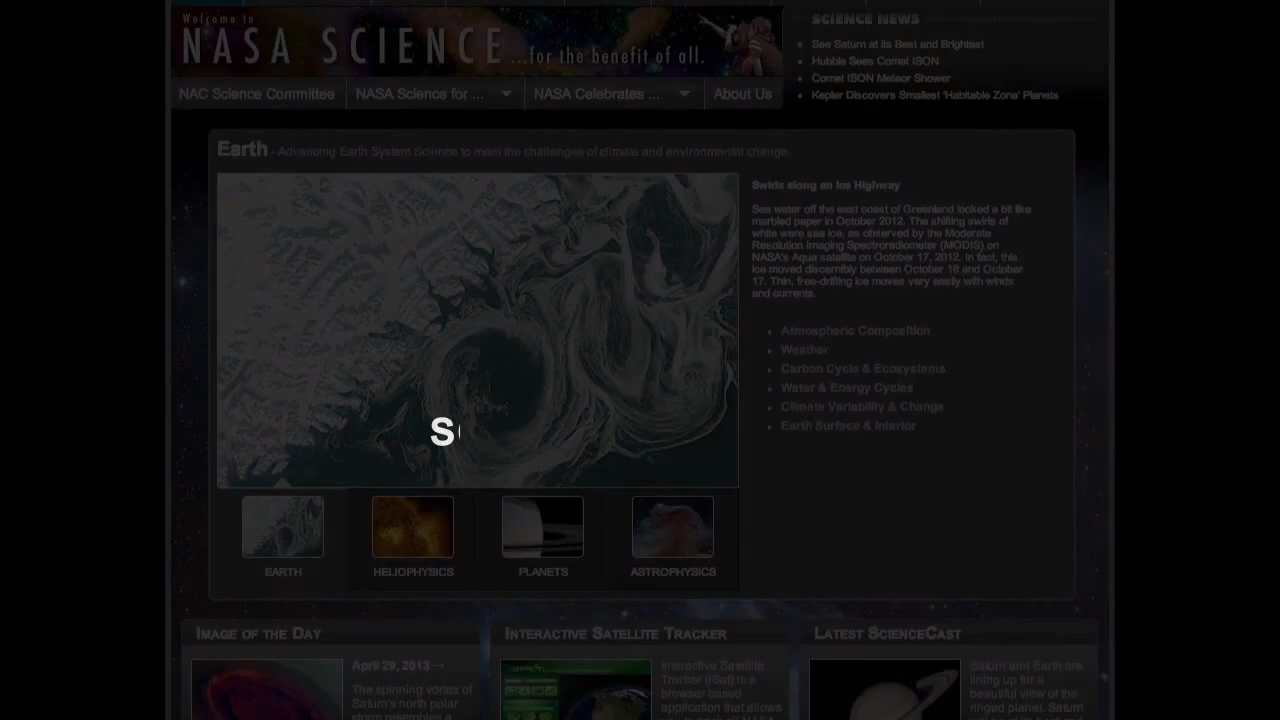 Welcome to
NASA SCIENCE ...for the benefit of all.
NAC Science Committee
NASA Science for ...
NASA Celebrates ...
About Us
SCIENCE NEWS
See Saturn at its Best and Brightest
Hubble Sees Comet ISON
Comet ISON Meteor Shower
Kepler Discovers Smallest 'Habitable Zone' Planets
Earth - Advancing Earth System Science to meet the challenges of climate and environmental change.
Swirls along an Ice Highway
Sea water off the east coast of Greenland looked a bit like
marbled paper in October 2012. The shifting swirls of
white were sea ice, as observed by the Moderate
Resolution Imaging Spectroradiometer (MODIS) on
NASA's Aqua satellite on October 17, 2012. In fact, this
ice moved discernibly between October 16 and October
17. Thin, free-drifting ice moves very easily with winds
and currents.
Atmospheric Composition
Weather
Carbon Cycle & Ecosystems
Water & Energy Cycles
Climate Variability & Change
Earth Surface & Interior
S
EARTH
HELIOPHYSICS
PLANETS
ASTROPHYSICS
IMAGE OF THE DAY
April 29, 2013 →
The spinning vortex of
Saturn's north polar
storm resembles a
INTERACTIVE SATELLITE TRACKER
Interactive Satellite
Tracker (iSat) is a
browser based
application that allows
LATEST SCIENCECAST
Saturn and Earth are
lining up for a
beautiful view of the
ringed planet. Saturn